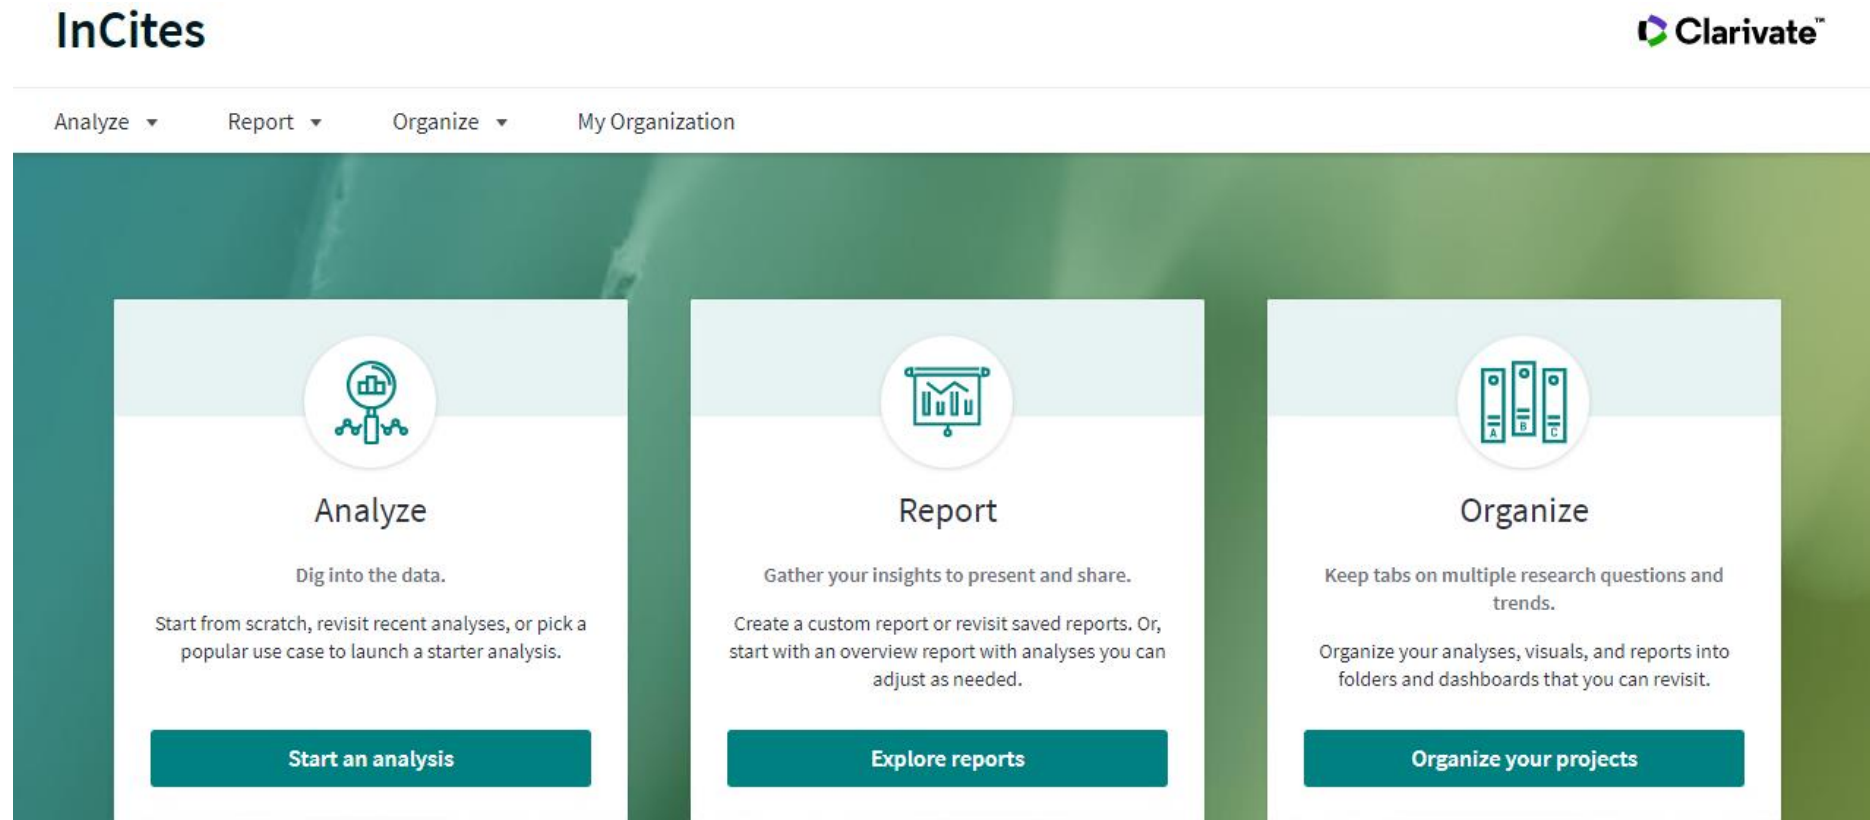 InCites
Clarivate™
Analyze
Report
Organize
My Organization
A
B
C
Analyze
Report
Organize
Dig into the data.
Start from scratch, revisit recent analyses, or pick a
popular use case to launch a starter analysis.
Start an analysis
Gather your insights to present and share.
Create a custom report or revisit saved reports. Or,
start with an overview report with analyses you can
adjust as needed.
Explore reports
Keep tabs on multiple research questions and
trends.
Organize your analyses, visuals, and reports into
folders and dashboards that you can revisit.
Organize your projects